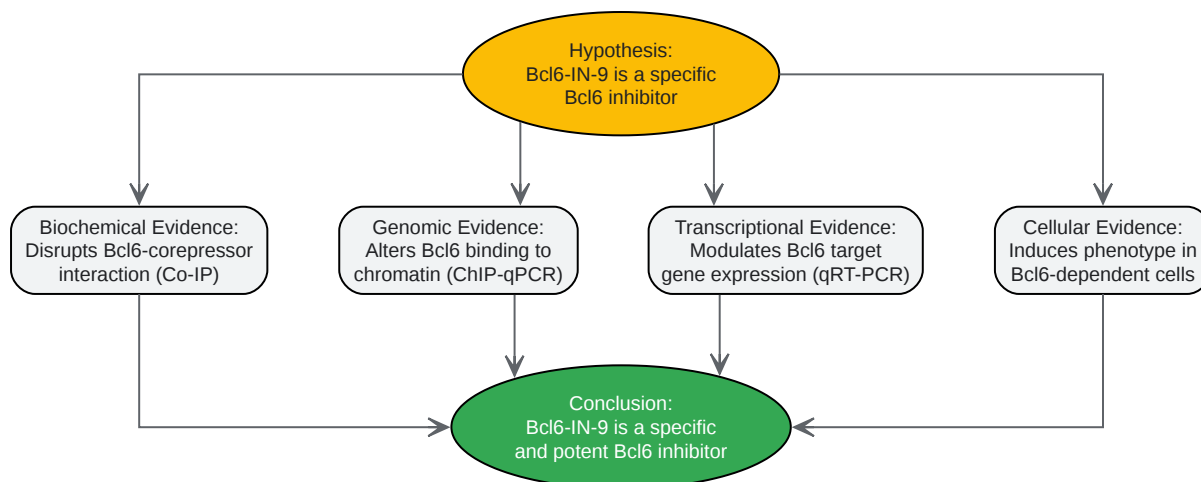 Hypothesis:
Bcl6-IN-9 is a specific
Bcl6 inhibitor
Biochemical Evidence:
Disrupts Bcl6-corepressor
interaction (Co-IP)
Genomic Evidence:
Alters Bcl6 binding to
chromatin (ChIP-qPCR)
Transcriptional Evidence:
Modulates Bcl6 target
gene expression (qRT-PCR)
Cellular Evidence:
Induces phenotype in
Bcl6-dependent cells
Conclusion:
Bcl6-IN-9 is a specific
and potent Bcl6 inhibitor